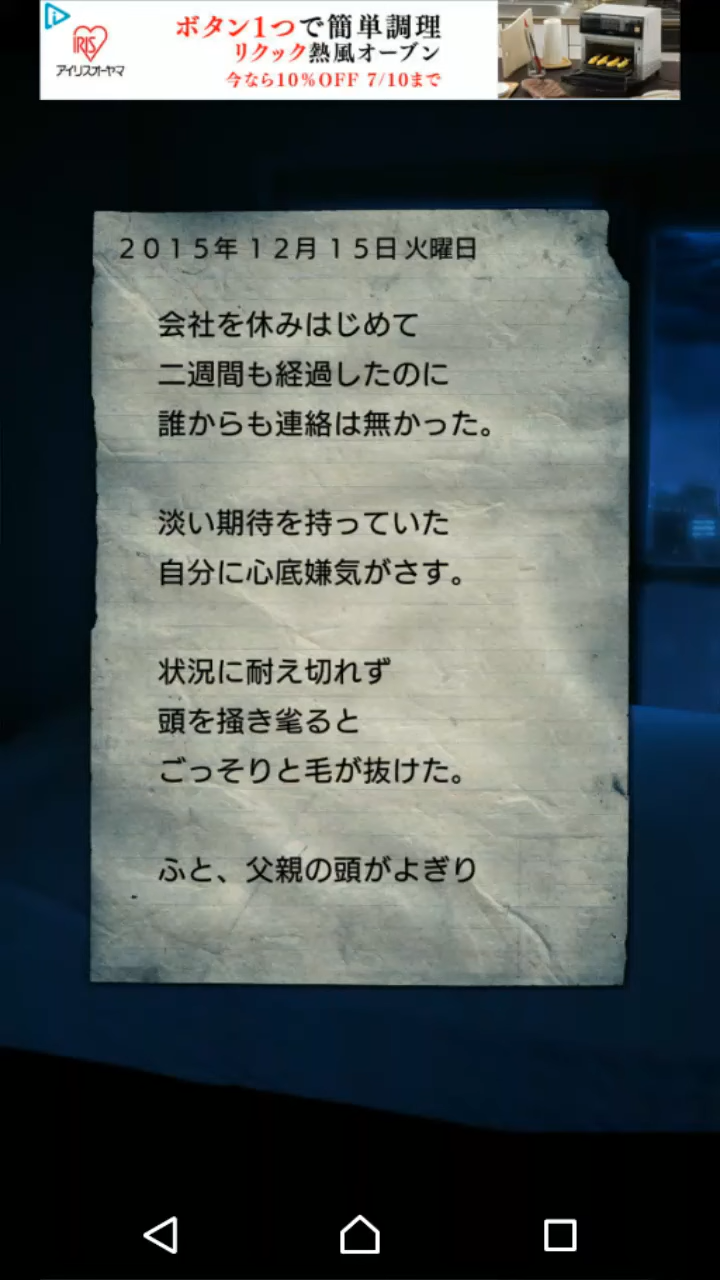 IRIS
アイリスオーヤマ
ボタン1つで簡単調理
リクック熱風オーブン
今なら10%OFF 7/10まで
２０１５年１２月１５日火曜日
会社を休みはじめて
二週間も経過したのに
誰からも連絡は無かった。
淡い期待を持っていた
自分に心底嫌気がさす。
状況に耐え切れず
頭を掻き毟ると
ごっそりと毛が抜けた。
ふと、父親の頭がよぎり